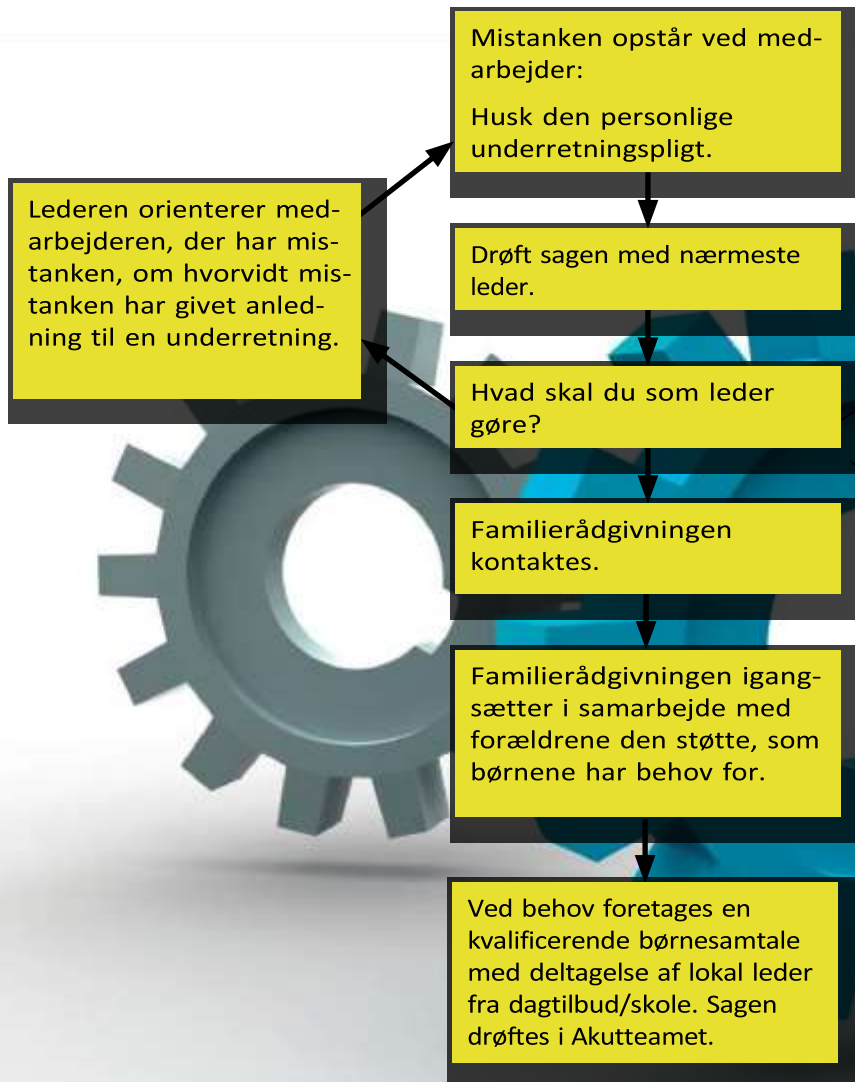 Mistanken opstår ved med-
arbejder:
Husk den personlige
underretningspligt.
Lederen orienterer med-
arbejderen, der har mis-
tanken, om hvorvidt mis-
tanken har givet anled-
ning til en underretning.
Drøft sagen med nærmeste
leder.
Hvad skal du som leder
gøre?
Familierådgivningen
kontaktes.
Familierådgivningen igang-
sætter i samarbejde med
forældrene den støtte, som
børnene har behov for.
Ved behov foretages en
kvalificerende børnesamtale
med deltagelse af lokal leder
fra dagtilbud/skole. Sagen
drøftes i Akutteamet.